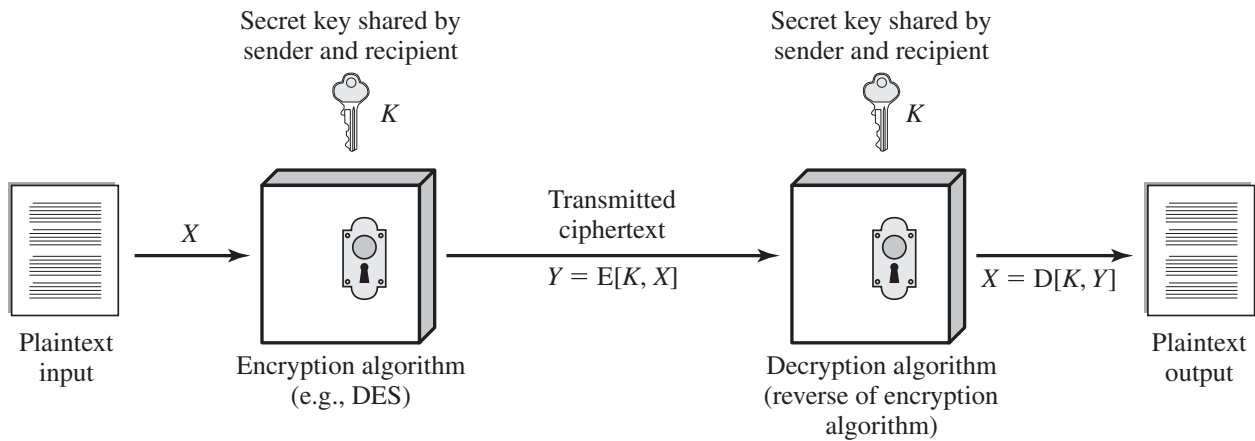 Secret key shared by
sender and recipient
K
Secret key shared by
sender and recipient
K
X
Transmitted
ciphertext
Y = E[K, X]
X = D[K, Y]
Plaintext
input
Encryption algorithm
(e.g., DES)
Decryption algorithm
(reverse of encryption
algorithm)
Plaintext
output